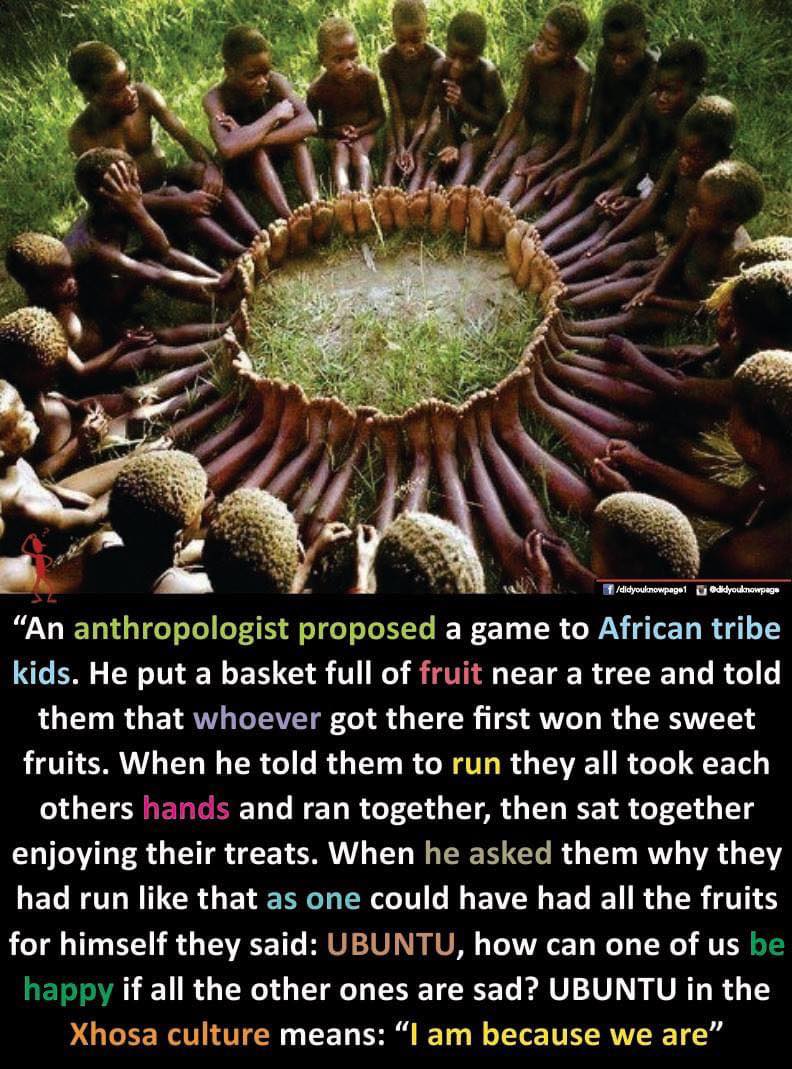 /didyouknowpage1 @didyouknowpage
“An anthropologist proposed a game to African tribe
kids. He put a basket full of fruit near a tree and told
them that whoever got there first won the sweet
fruits. When he told them to run they all took each
others hands and ran together, then sat together
enjoying their treats. When he asked them why they
had run like that as one could have had all the fruits
for himself they said: UBUNTU, how can one of us be
happy if all the other ones are sad? UBUNTU in the
Xhosa culture means: “I am because we are”